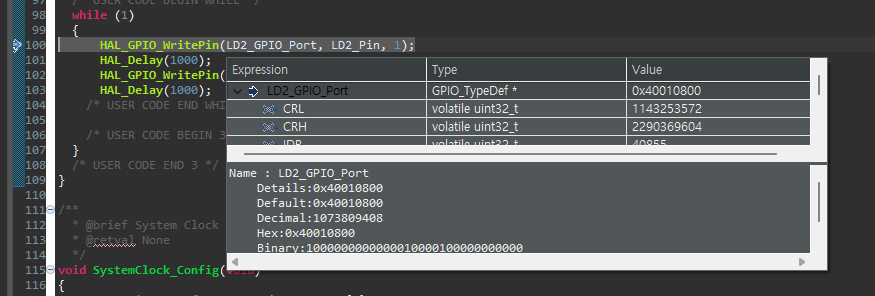 97 /* USER CODE BEGIN WHILE */
98 while (1)
99 {
100 HAL_GPIO_WritePin(LD2_GPIO_Port, LD2_Pin, 1);
101 HAL_Delay(1000);
102 HAL_GPIO_WritePin(
103 HAL_Delay(1000);
104 /* USER CODE END WHI
105
106 /* USER CODE BEGIN 3
107 }
108 /* USER CODE END 3 */
109 }
110
111 /**
112 * @brief System Clock
113 * @retval None
114 */
115 void SystemClock_Config(void)
116 {
Expression Type Value
LD2_GPIO_Port GPIO_TypeDef * 0x40010800
CRL volatile uint32_t 1143253572
CRH volatile uint32_t 2290369604
IDR volatile uint32_t 40855
Name : LD2_GPIO_Port
Details:0x40010800
Default:0x40010800
Decimal:1073809408
Hex:0x40010800
Binary:1000000000000010000100000000000